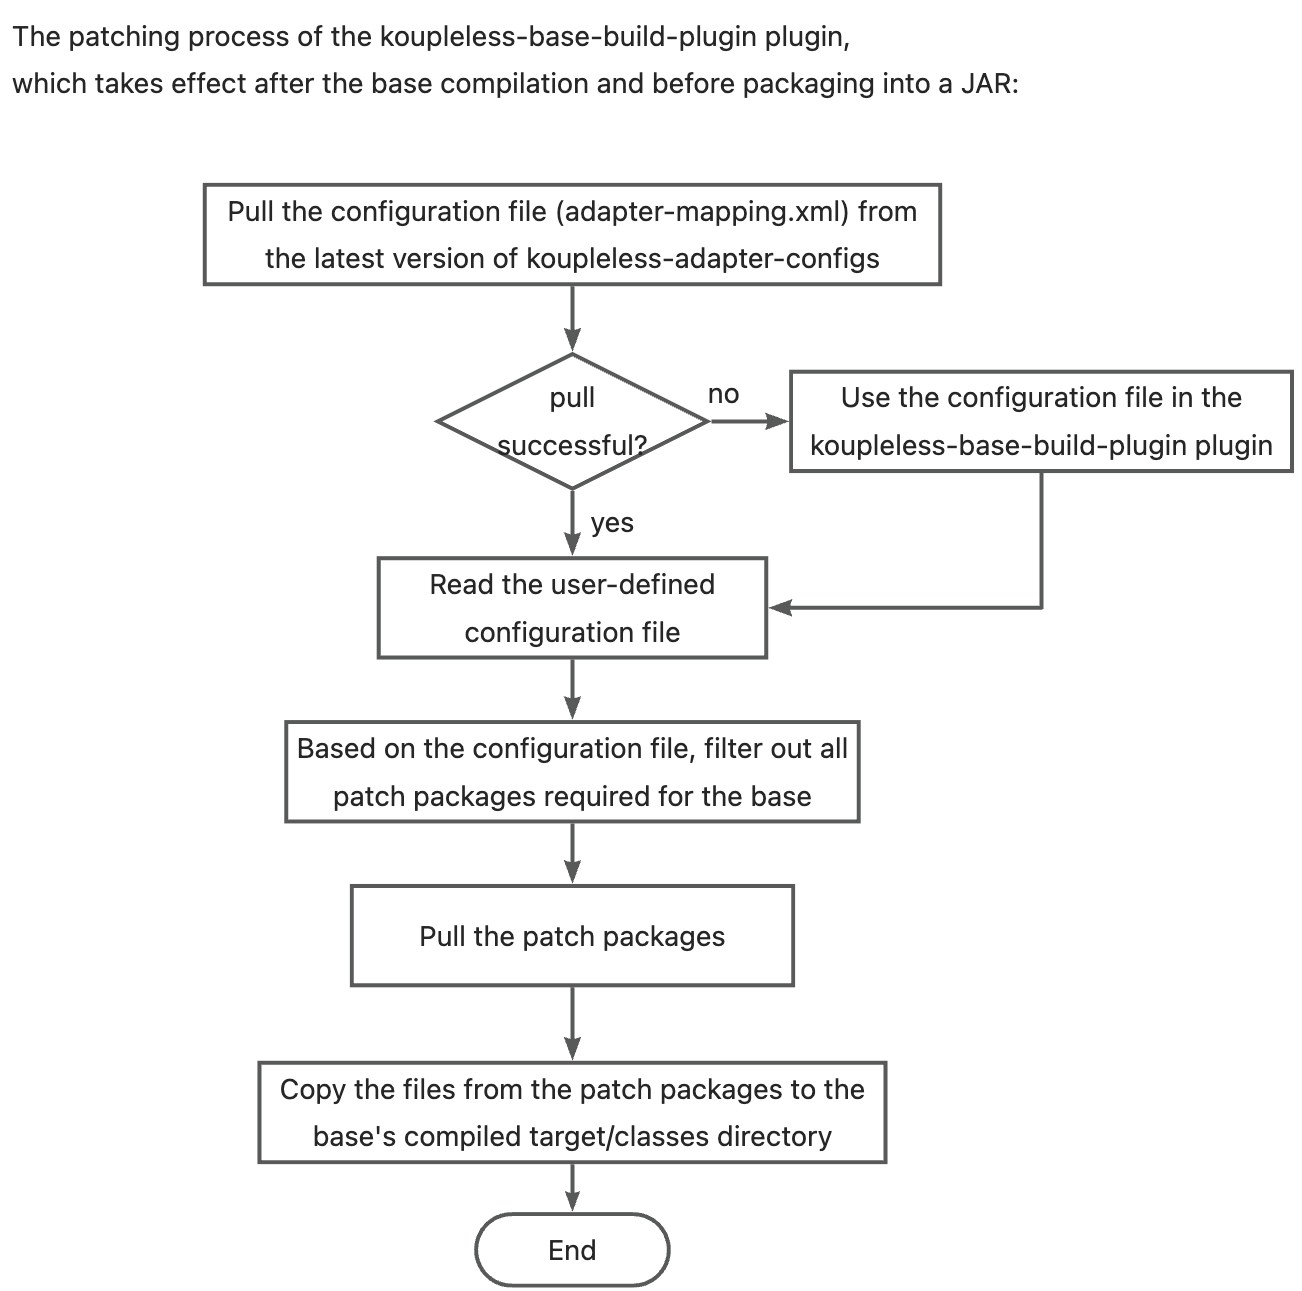 The patching process of the koupleless-base-build-plugin plugin,
which takes effect after the base compilation and before packaging into a JAR:
Pull the configuration file (adapter-mapping.xml) from
the latest version of koupleless-adapter-configs
pull
successful?
no
Use the configuration file in the
koupleless-base-build-plugin plugin
yes
Read the user-defined
configuration file
Based on the configuration file, filter out all
patch packages required for the base
Pull the patch packages
Copy the files from the patch packages to the
base's compiled target/classes directory
End